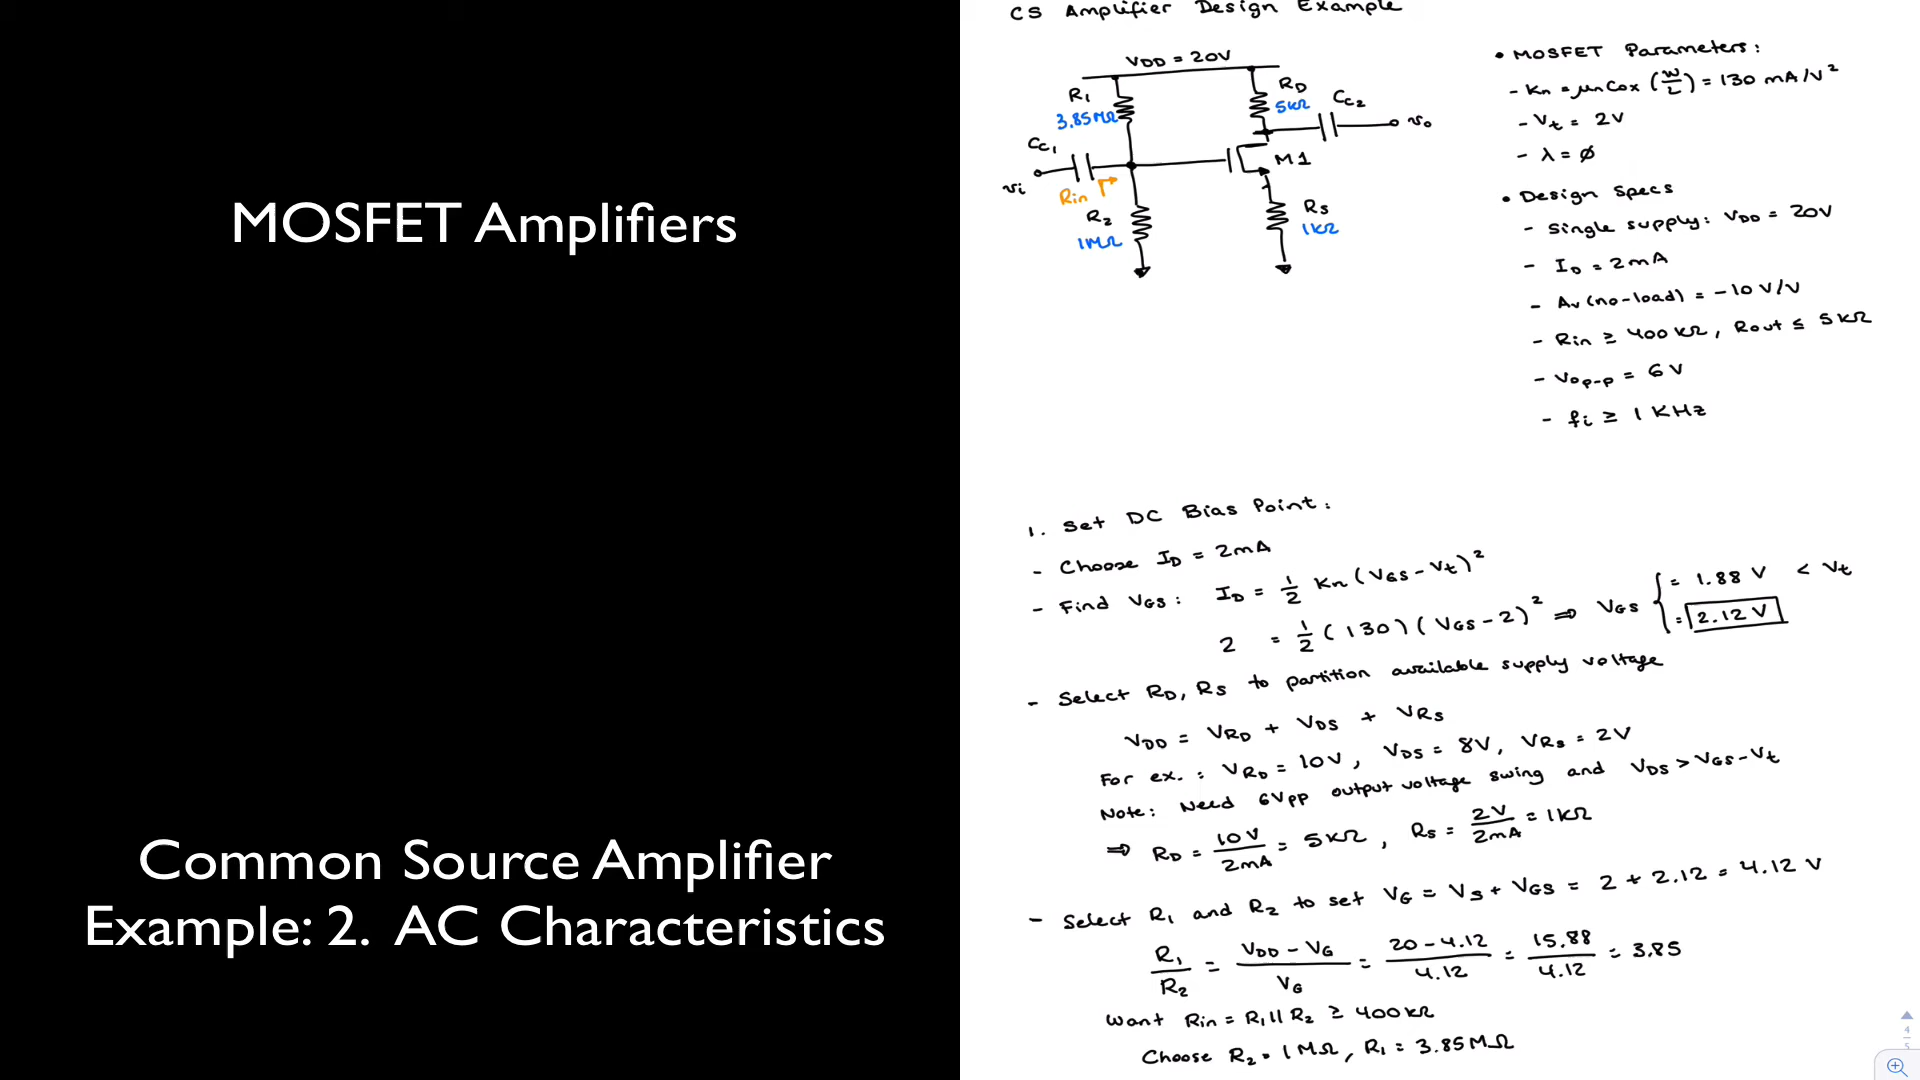 MOSFET Amplifiers
Common Source Amplifier
Example: 2. AC Characteristics
CS Amplifier Design Example
VDD = 20V
R1
3.85MΩ
RD
5kΩ
Cc2
vo
Cc1
vi
Rin
M1
R2
1MΩ
Rs
1kΩ
• MOSFET Parameters:
- Kn = μnCox (W/L) = 130 mA/V²
- Vt = 2V
- λ = ϕ
• Design Specs
- Single supply: VDD = 20V
- ID = 2mA
- Av (no-load) = -10 V/V
- Rin ≥ 400 kΩ, Rout ≤ 5kΩ
- Vop-p = 6V
- fi ≥ 1 KHz
1. Set DC Bias Point:
- Choose ID = 2mA
- Find VGS: ID = 1/2 Kn (VGS - Vt)²
2 = 1/2 (130)(VGS - 2)² ⇒ VGS { = 1.88 V < Vt
= 2.12 V
- Select RD, RS to partition available supply voltage
VDD = VRD + VDS + VRS
For ex.: VRD = 10V, VDS = 8V, VRS = 2V
Note: Need 6Vpp output voltage swing and VDS > VGS - Vt
⇒ RD = 10V/2mA = 5kΩ, RS = 2V/2mA = 1kΩ
- Select R1 and R2 to set VG = VS + VGS = 2 + 2.12 = 4.12 V
R1/R2 = (VDD - VG)/VG = (20 - 4.12)/4.12 = 15.88/4.12 = 3.85
Want Rin = R1 || R2 ≥ 400kΩ
Choose R2 = 1MΩ, R1 = 3.85MΩ
4
5